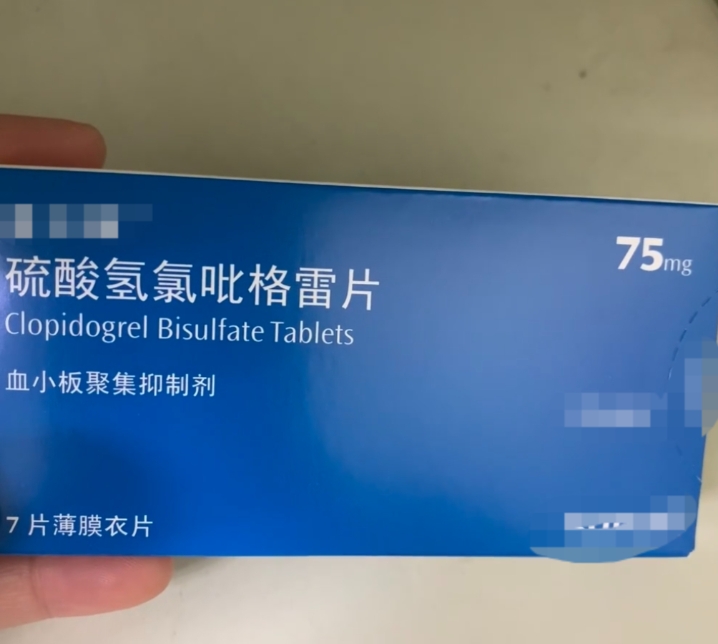 75mg
硫酸氢氯吡格雷片
Clopidogrel Bisulfate Tablets
血小板聚集抑制剂
7片薄膜衣片